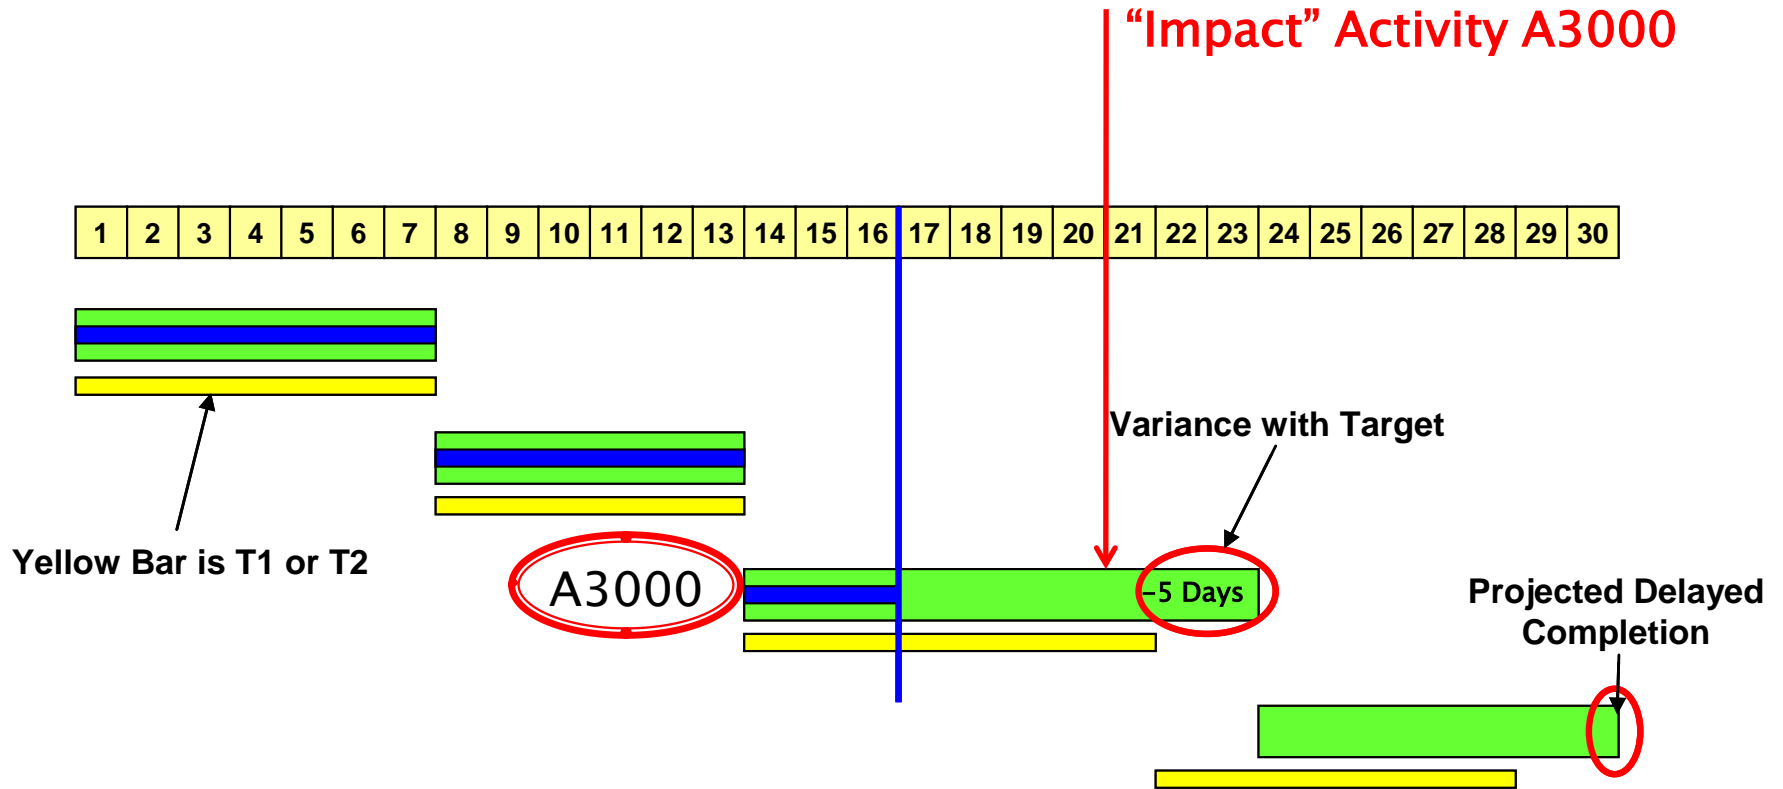 “Impact” Activity A3000
1 2 3 4 5 6 7 8 9 10 11 12 13 14 15 16 17 18 19 20 21 22 23 24 25 26 27 28 29 30
Variance with Target
Yellow Bar is T1 or T2
A3000
-5 Days
Projected Delayed
Completion